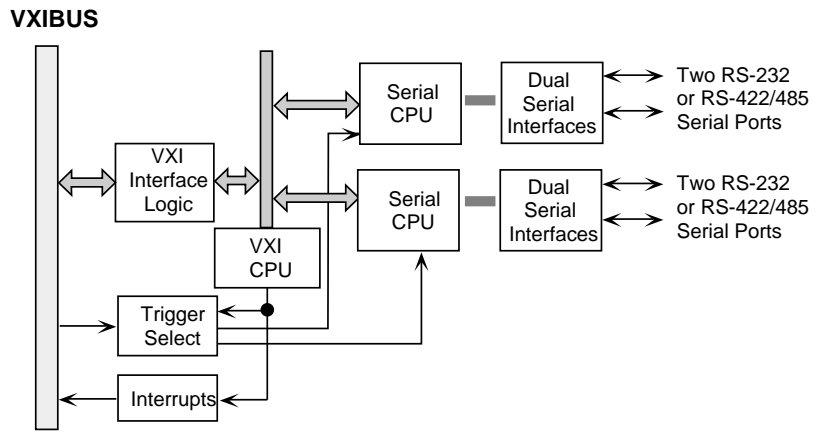 VXIBUS
Serial
CPU
Dual
Serial
Interfaces
Two RS-232
or RS-422/485
Serial Ports
VXI
Interface
Logic
Serial
CPU
Dual
Serial
Interfaces
Two RS-232
or RS-422/485
Serial Ports
VXI
CPU
Trigger
Select
Interrupts